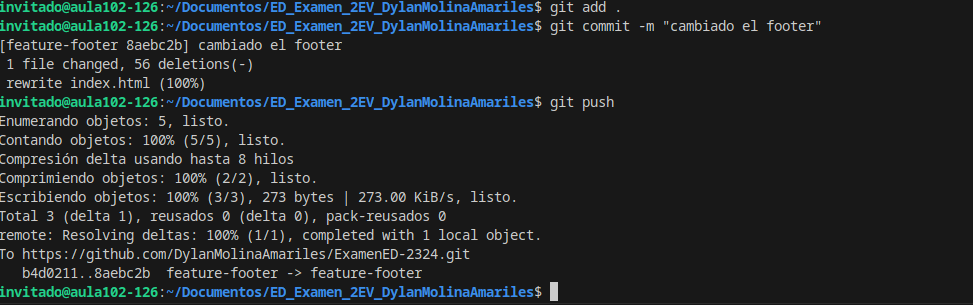 invitado@aula102-126:~/Documentos/ED_Examen_2EV_DylanMolinaAmariles$ git add .
invitado@aula102-126:~/Documentos/ED_Examen_2EV_DylanMolinaAmariles$ git commit -m "cambiado el footer"
[feature-footer 8aebc2b] cambiado el footer
 1 file changed, 56 deletions(-)
 rewrite index.html (100%)
invitado@aula102-126:~/Documentos/ED_Examen_2EV_DylanMolinaAmariles$ git push
Enumerando objetos: 5, listo.
Contando objetos: 100% (5/5), listo.
Compresión delta usando hasta 8 hilos
Comprimiendo objetos: 100% (2/2), listo.
Escribiendo objetos: 100% (3/3), 273 bytes | 273.00 KiB/s, listo.
Total 3 (delta 1), reusados 0 (delta 0), pack-reusados 0
remote: Resolving deltas: 100% (1/1), completed with 1 local object.
To https://github.com/DylanMolinaAmariles/ExamenED-2324.git
   b4d0211..8aebc2b  feature-footer -> feature-footer
invitado@aula102-126:~/Documentos/ED_Examen_2EV_DylanMolinaAmariles$